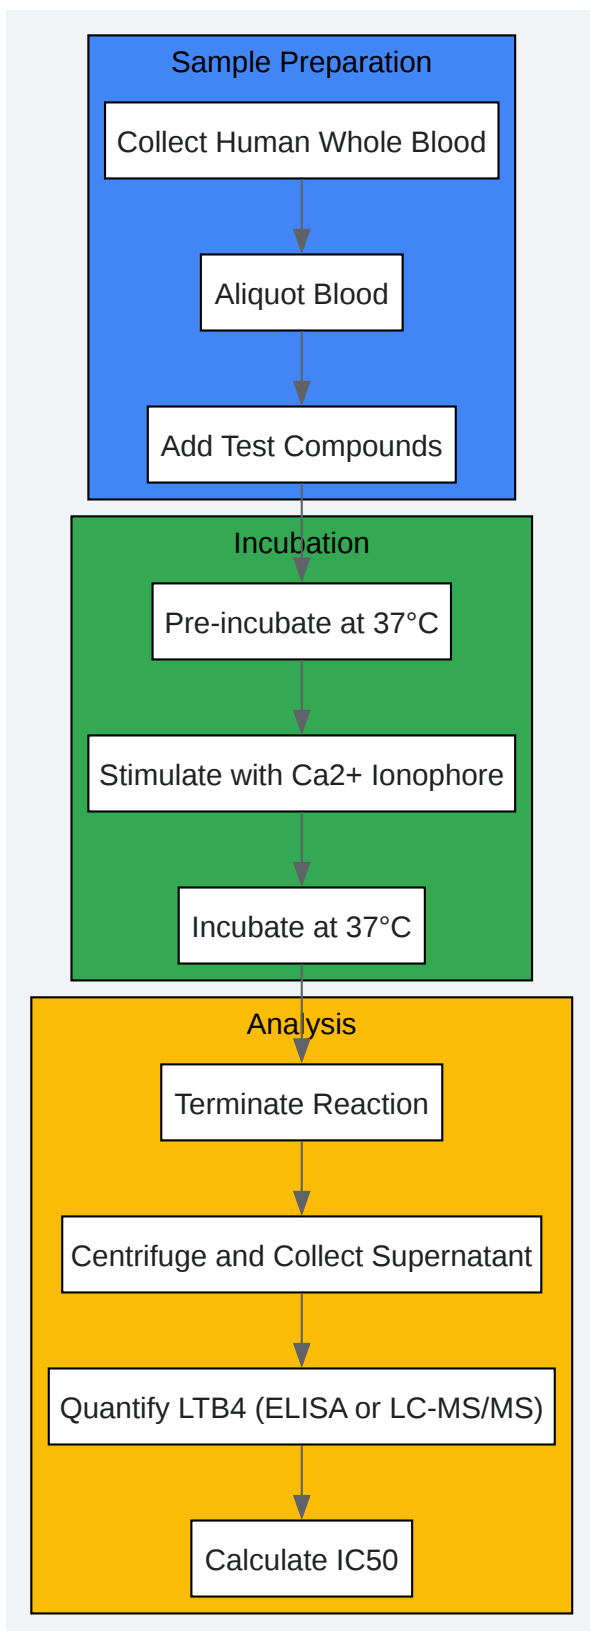 Sample Preparation
Collect Human Whole Blood
Aliquot Blood
Add Test Compounds
Incubation
Pre-incubate at 37°C
Stimulate with Ca2+ Ionophore
Incubate at 37°C
Analysis
Terminate Reaction
Centrifuge and Collect Supernatant
Quantify LTB4 (ELISA or LC-MS/MS)
Calculate IC50